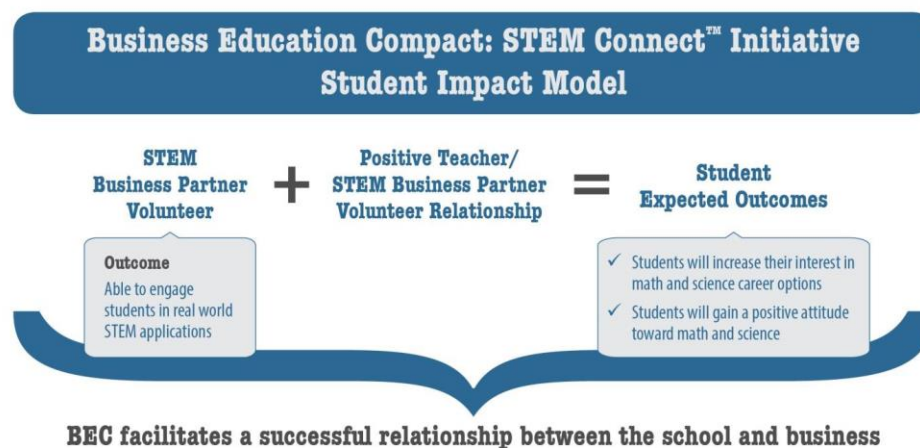 Business Education Compact: STEM Connect™ Initiative
Student Impact Model
STEM
Business Partner
Volunteer
+
Positive Teacher/
STEM Business Partner
Volunteer Relationship
=
Student
Expected Outcomes
Outcome
Able to engage
students in real world
STEM applications
✓ Students will increase their interest in
math and science career options
✓ Students will gain a positive attitude
toward math and science
BEC facilitates a successful relationship between the school and business